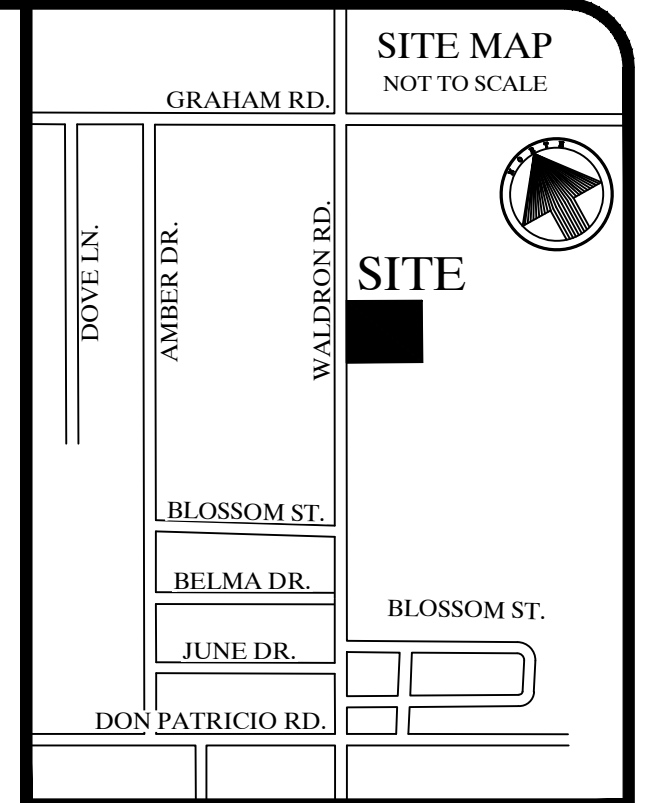 SITE MAP
NOT TO SCALE
GRAHAM RD.
NORTH
DOVE LN.
AMBER DR.
WALDRON RD.
SITE
BLOSSOM ST.
BELMA DR.
BLOSSOM ST.
JUNE DR.
DON PATRICIO RD.